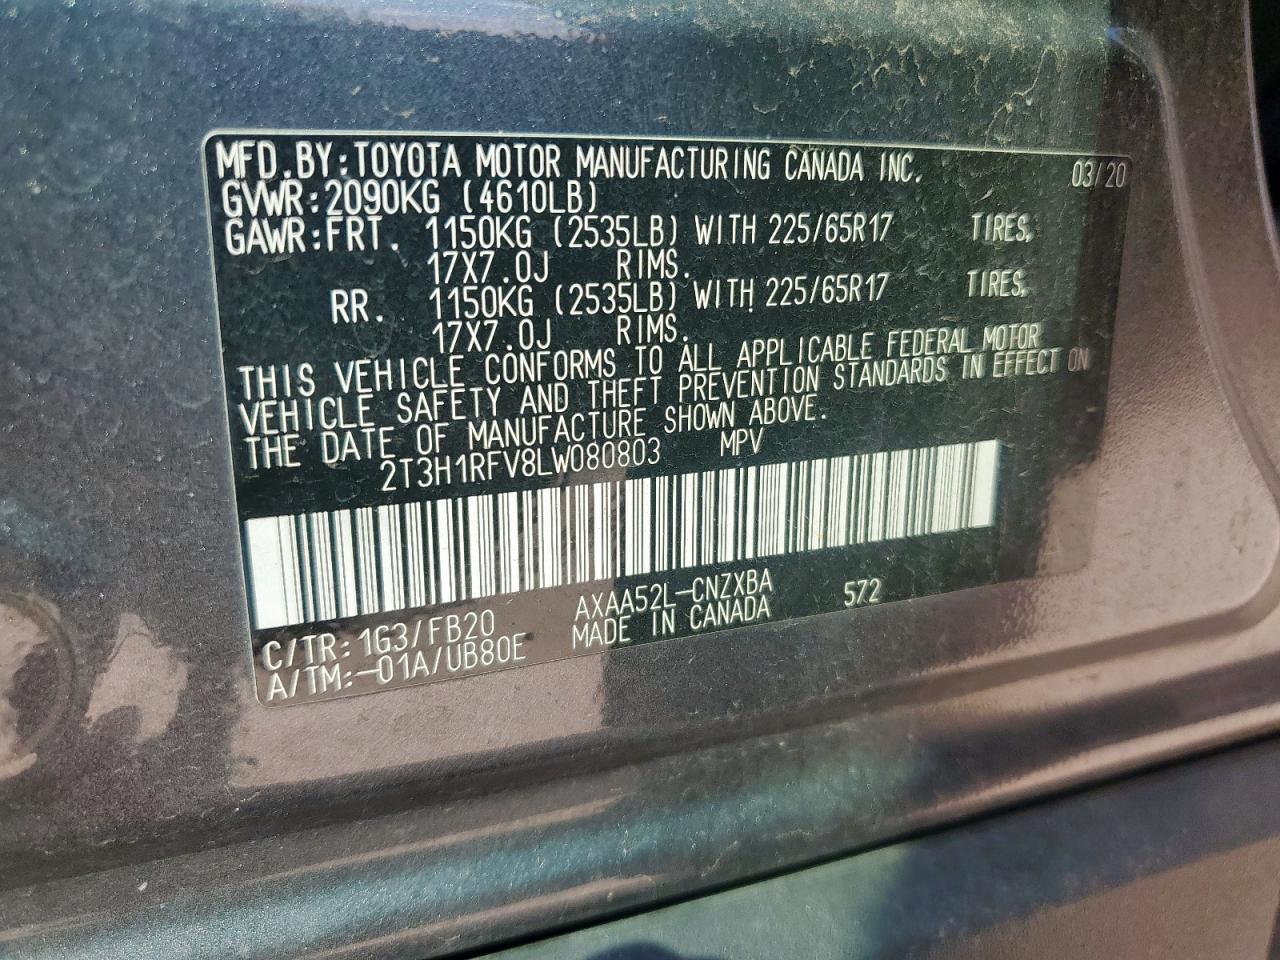 MFD.BY:TOYOTA MOTOR MANUFACTURING CANADA INC. 03/20
GVWR:2090KG (4610LB)
GAWR:FRT. 1150KG (2535LB) WITH 225/65R17 TIRES,
17X7.0J RIMS.
RR. 1150KG (2535LB) WITH 225/65R17 TIRES,
17X7.0J RIMS.
THIS VEHICLE CONFORMS TO ALL APPLICABLE FEDERAL MOTOR
VEHICLE SAFETY AND THEFT PREVENTION STANDARDS IN EFFECT ON
THE DATE OF MANUFACTURE SHOWN ABOVE.
2T3H1RFV8LW080803 MPV
C/TR:1G3/FB20 AXAA52L-CNZXBA 572
A/TM:-01A/UB80E MADE IN CANADA